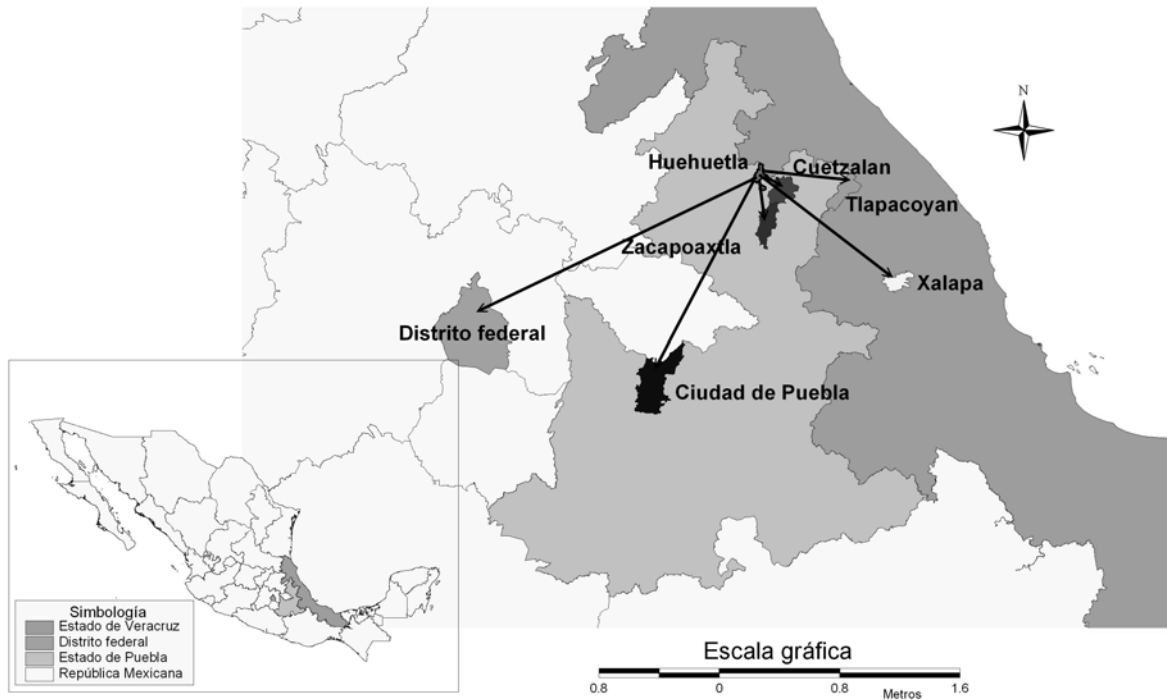 N
Huehuetla
Cuetzalan
Tlapacoyan
Zacapoaxtla
Xalapa
Distrito federal
Ciudad de Puebla
Simbología
Estado de Veracruz
Distrito federal
Estado de Puebla
República Mexicana
Escala gráfica
0.8 0 0.8 1.6
Metros